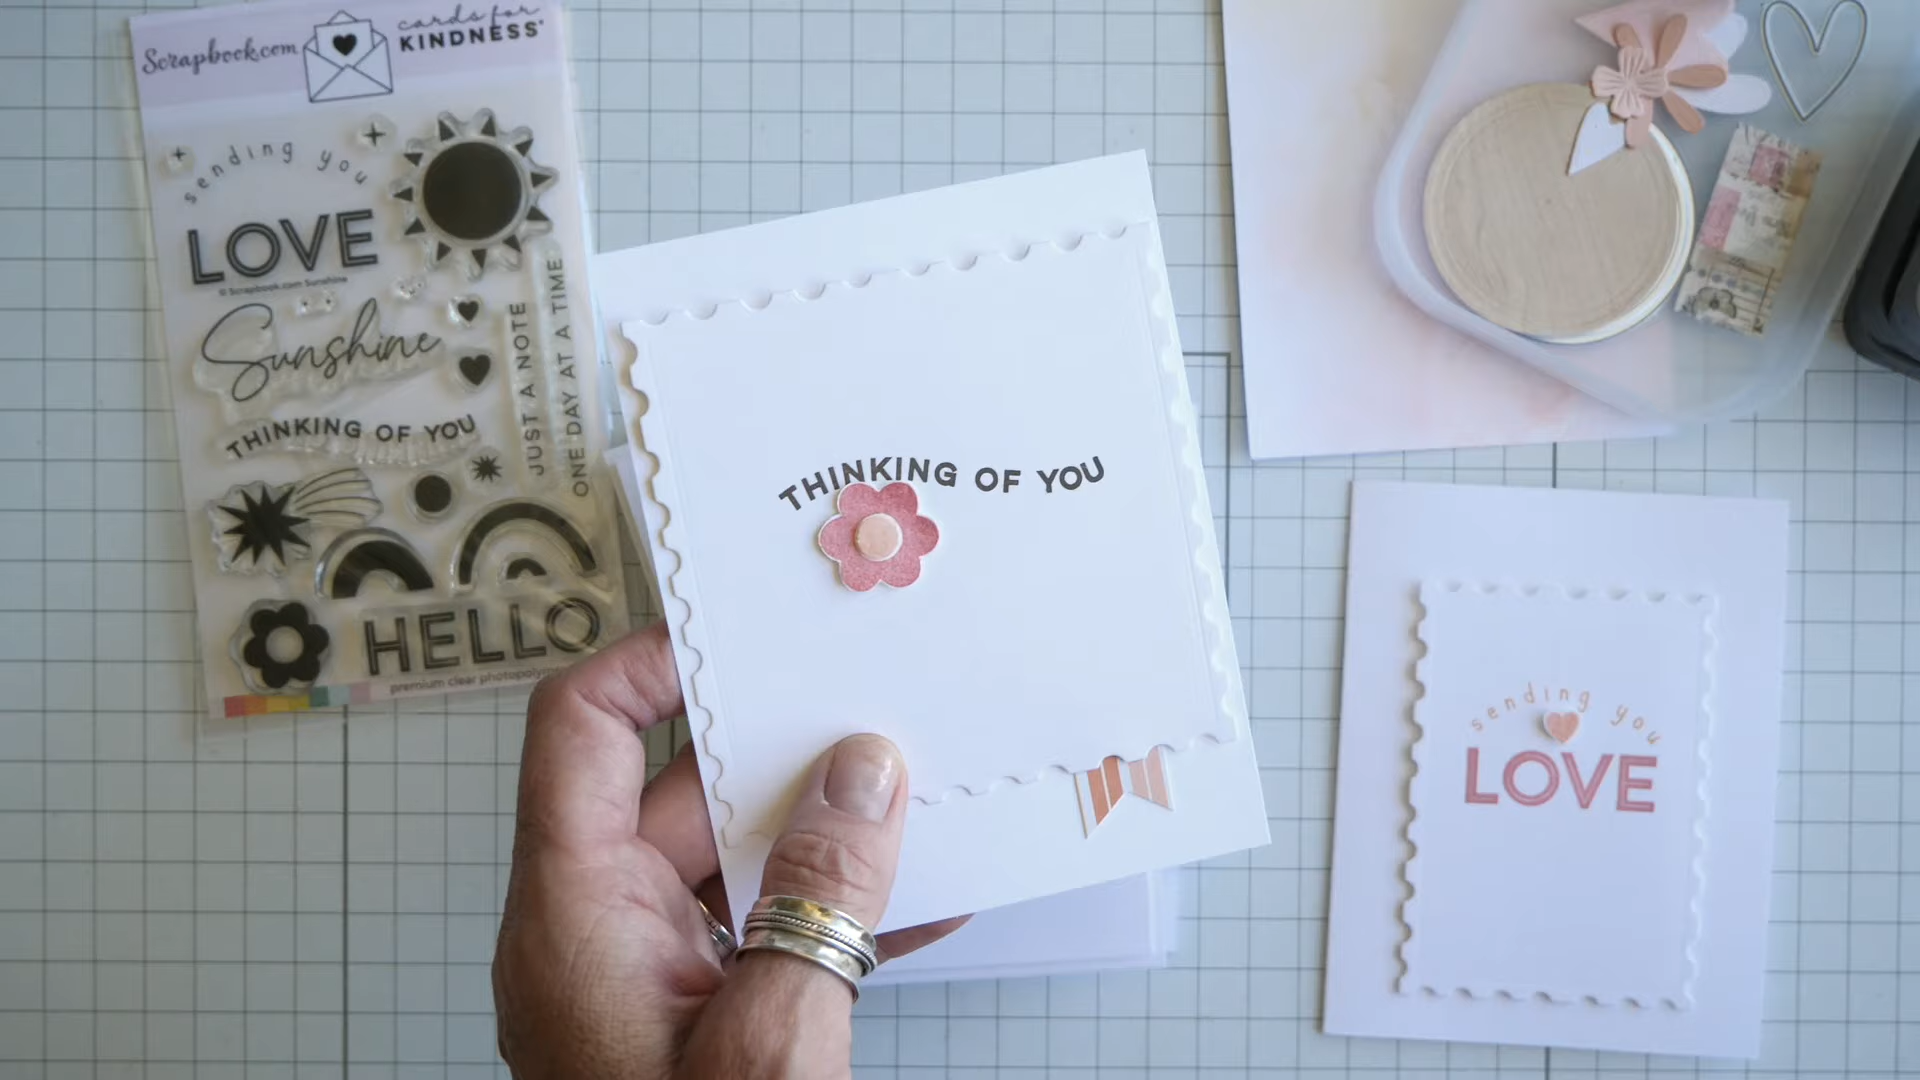 Scrapbook.com
cards for
KINDNESS
sending you
LOVE
© Scrapbook.com Sunshine
Sunshine
THINKING OF YOU
JUST A NOTE
ONE DAY AT A TIME
HELLO
premium clear
THINKING OF YOU
sending you
LOVE